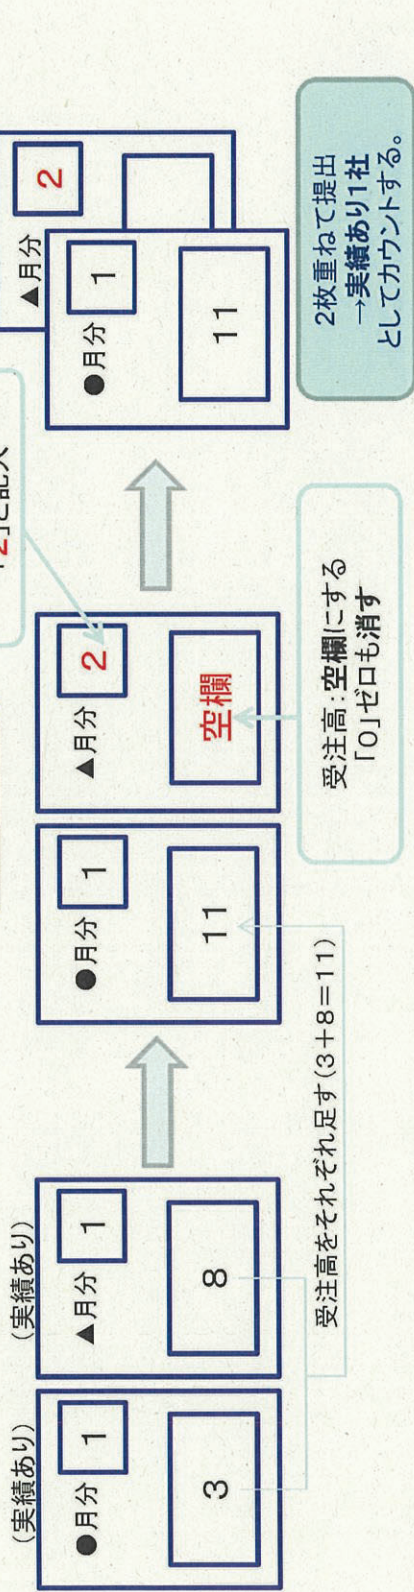 (実績あり)
●月分 1
3
(実績あり)
▲月分 1
8
受注高をそれぞれ足す(3+8=11)
●月分 1
11
▲月分 2
空欄
「2」と記入
受注高:空欄にする
「0」ゼロも消す
▲月分 2
●月分 1
11
2枚重ねて提出
→実績あり1社
としてカウントする。